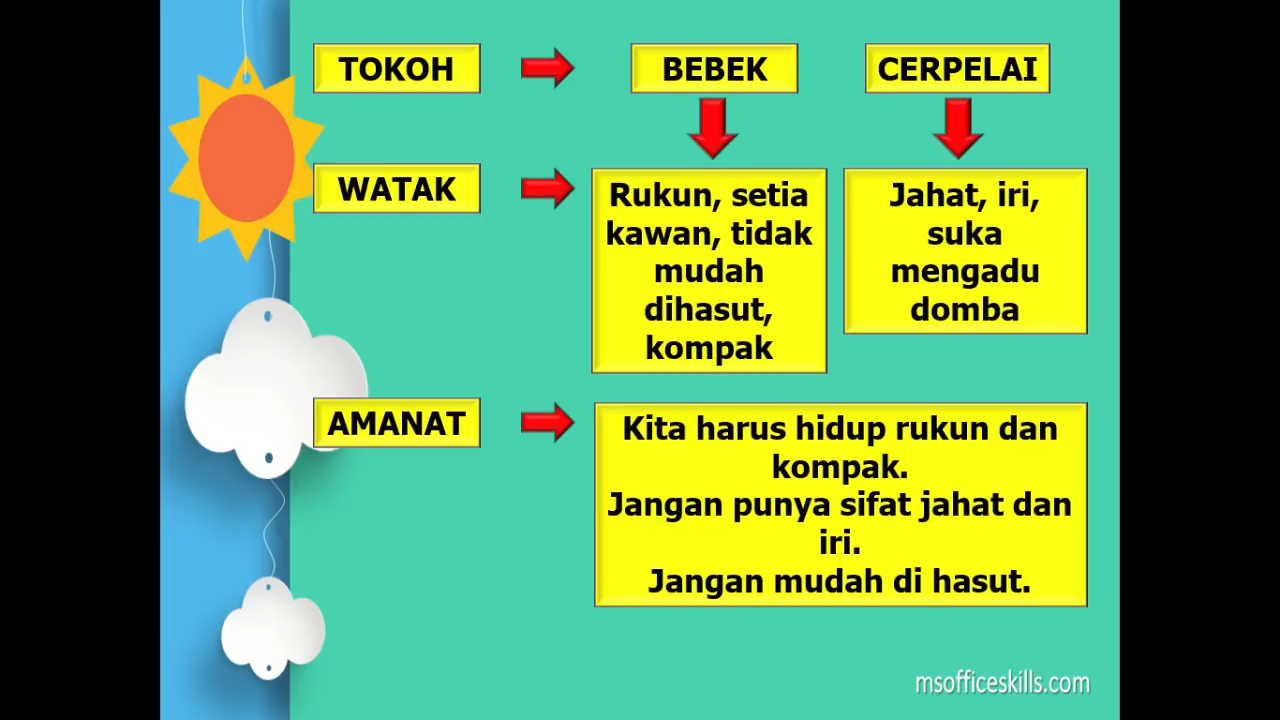 TOKOH
BEBEK
CERPELAI
WATAK
Rukun, setia
kawan, tidak
mudah
dihasut,
kompak
Jahat, iri,
suka
mengadu
domba
AMANAT
Kita harus hidup rukun dan
kompak.
Jangan punya sifat jahat dan
iri.
Jangan mudah di hasut.
msofficeskills.com